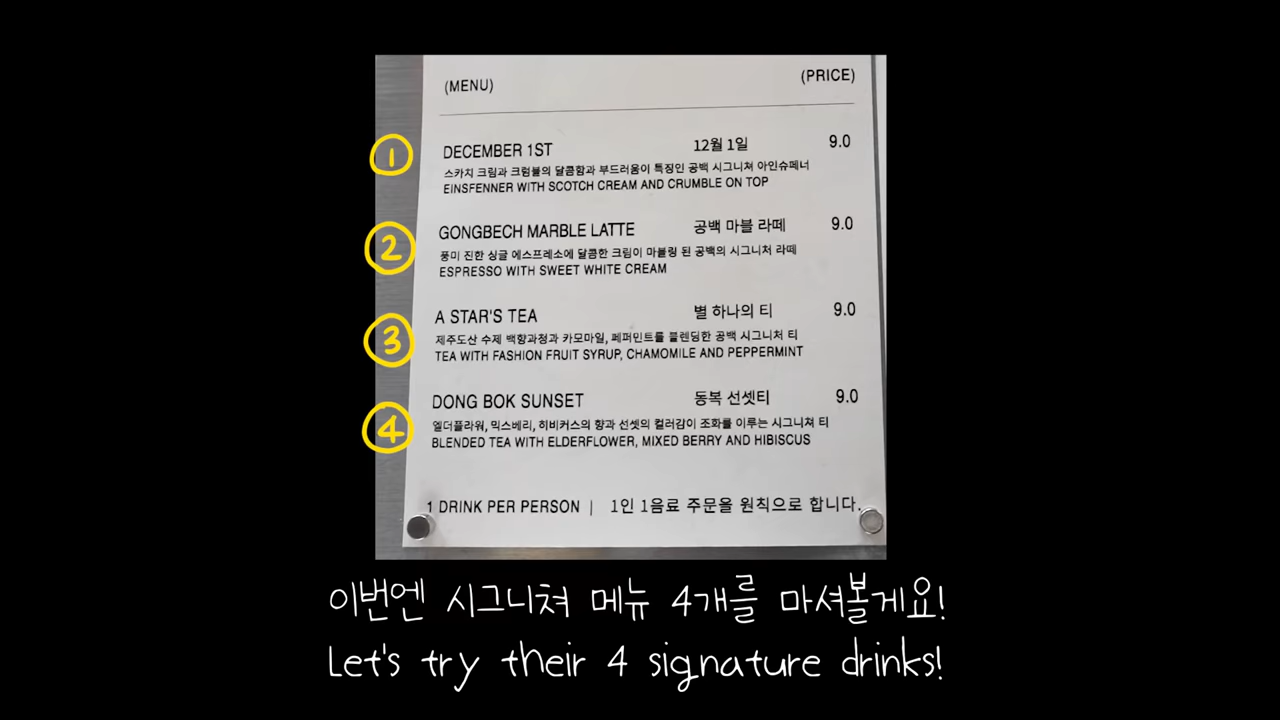 (MENU) (PRICE)
① DECEMBER 1ST 12월 1일 9.0
스카치 크림과 크럼블의 달콤함과 부드러움이 특징인 공백 시그니쳐 아인슈페너
EINSFENNER WITH SCOTCH CREAM AND CRUMBLE ON TOP
② GONGBECH MARBLE LATTE 공백 마블 라떼 9.0
풍미 진한 싱글 에스프레소에 달콤한 크림이 마블링 된 공백의 시그니처 라떼
ESPRESSO WITH SWEET WHITE CREAM
③ A STAR'S TEA 별 하나의 티 9.0
제주도산 수제 백향과청과 카모마일, 페퍼민트를 블렌딩한 공백 시그니처 티
TEA WITH FASHION FRUIT SYRUP, CHAMOMILE AND PEPPERMINT
④ DONG BOK SUNSET 동복 선셋티 9.0
엘더플라워, 믹스베리, 히비커스의 향과 선셋의 컬러감이 조화를 이루는 시그니쳐 티
BLENDED TEA WITH ELDERFLOWER, MIXED BERRY AND HIBISCUS
1 DRINK PER PERSON | 1인 1음료 주문을 원칙으로 합니다.
이번엔 시그니쳐 메뉴 4개를 마셔볼게요!
Let's try their 4 signature drinks!